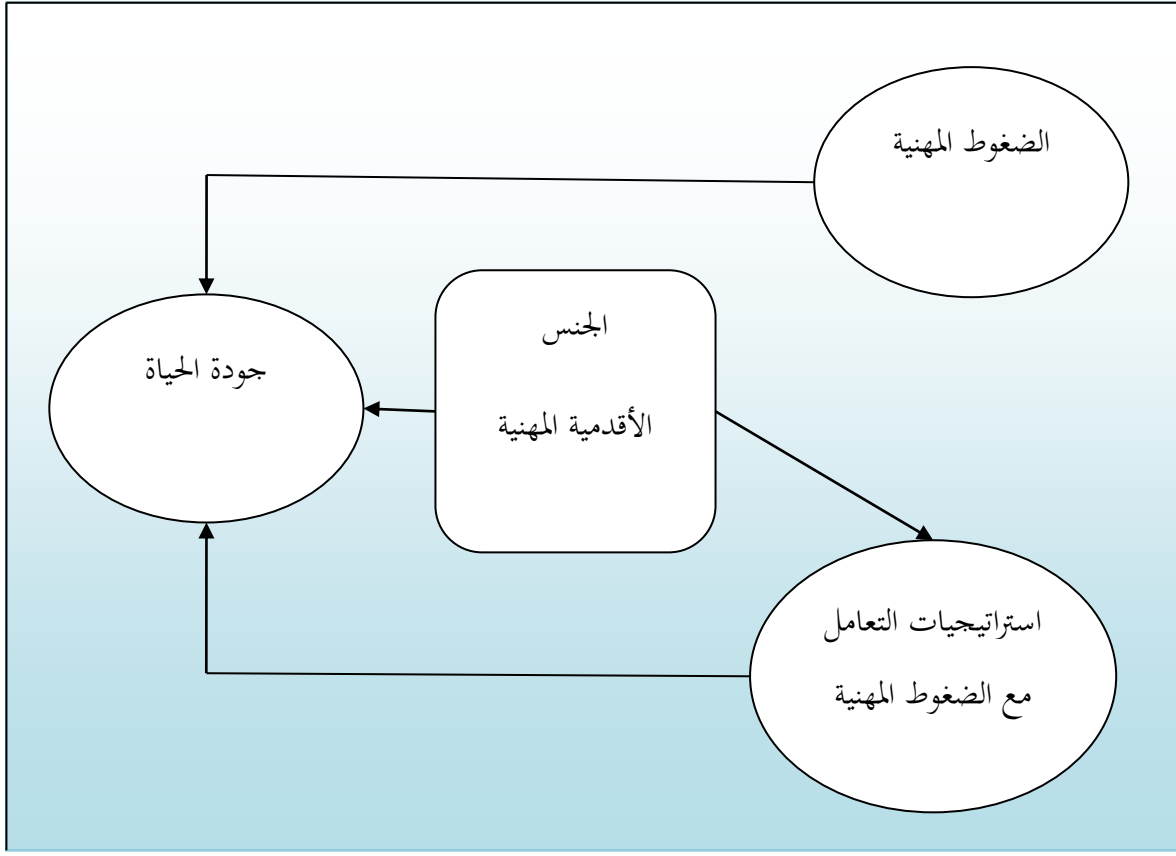 الضغوط المهنية
الجنس
جودة الحياة
الأقدمية المهنية
استراتيجيات التعامل
مع الضغوط المهنية